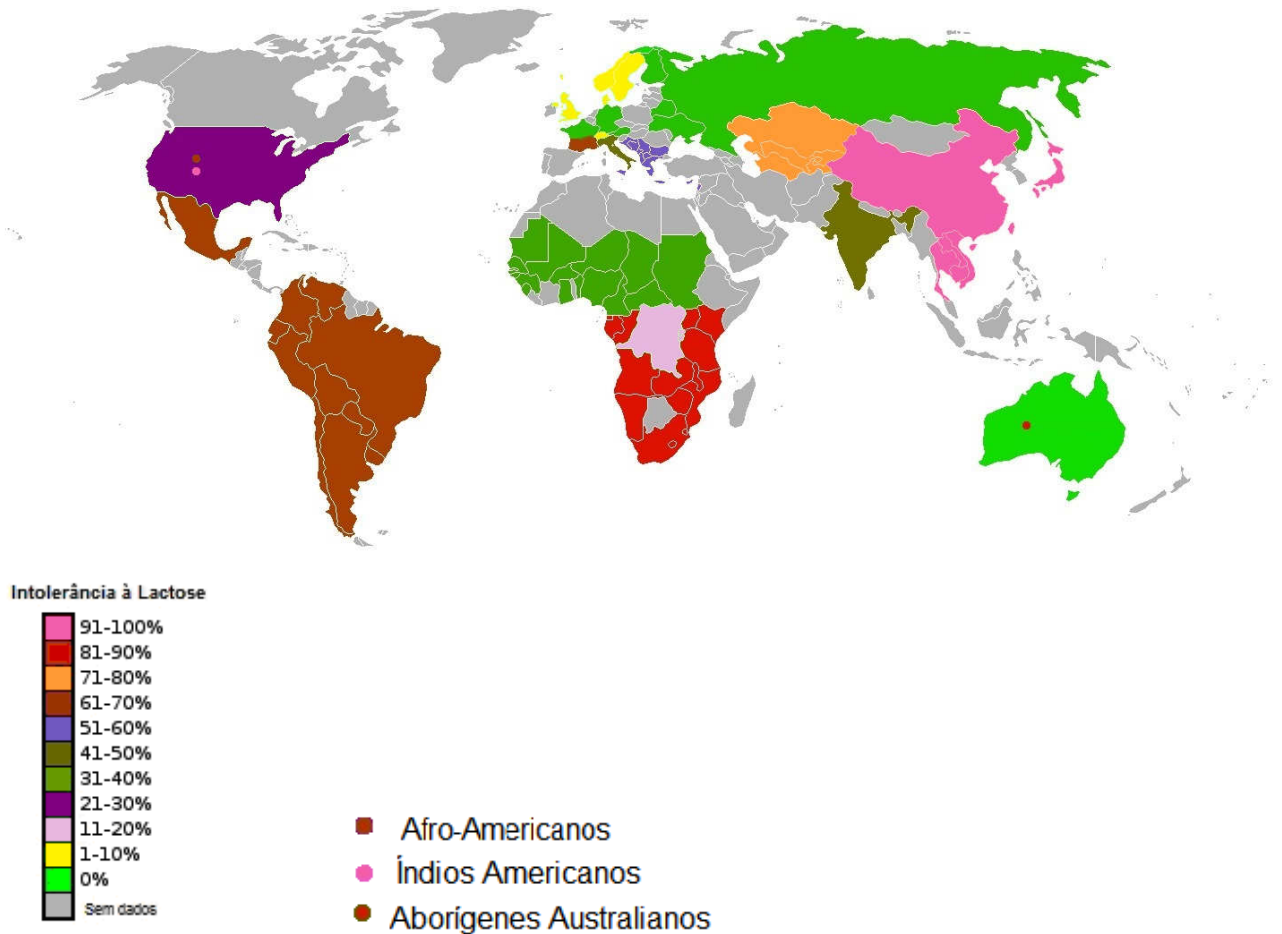 Intolerância à Lactose
91-100%
81-90%
71-80%
61-70%
51-60%
41-50%
31-40%
21-30%
11-20%
1-10%
0%
Sem dados
Afro-Americanos
Índios Americanos
Aborígenes Australianos